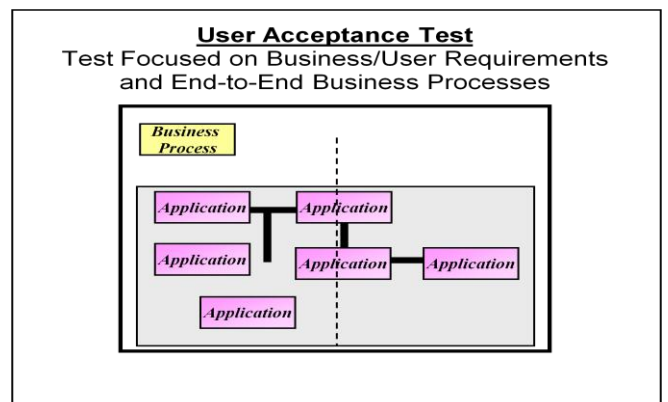 User Acceptance Test
Test Focused on Business/User Requirements
and End-to-End Business Processes
Business
Process
Application
Application
Application
Application
Application
Application